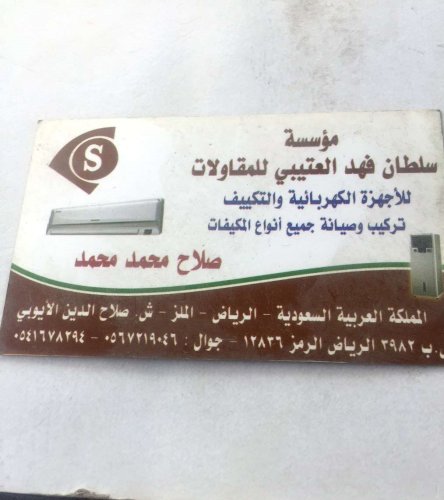 S
مؤسسة
سلطان فهد العتيبي للمقاولات
للأجهزة الكهربائية والتكييف
تركيب وصيانة جميع أنواع المكيفات
صلاح محمد محمد
المملكة العربية السعودية - الرياض - الملز - ش. صلاح الدين الأيوبي
ب ٣٩٨٢ الرياض الرمز ١٢٨٣٦ - جوال : ٠٥٦٧٢١٩٠٤٦ - ٠٥٤١٦٧٨٢٩٤